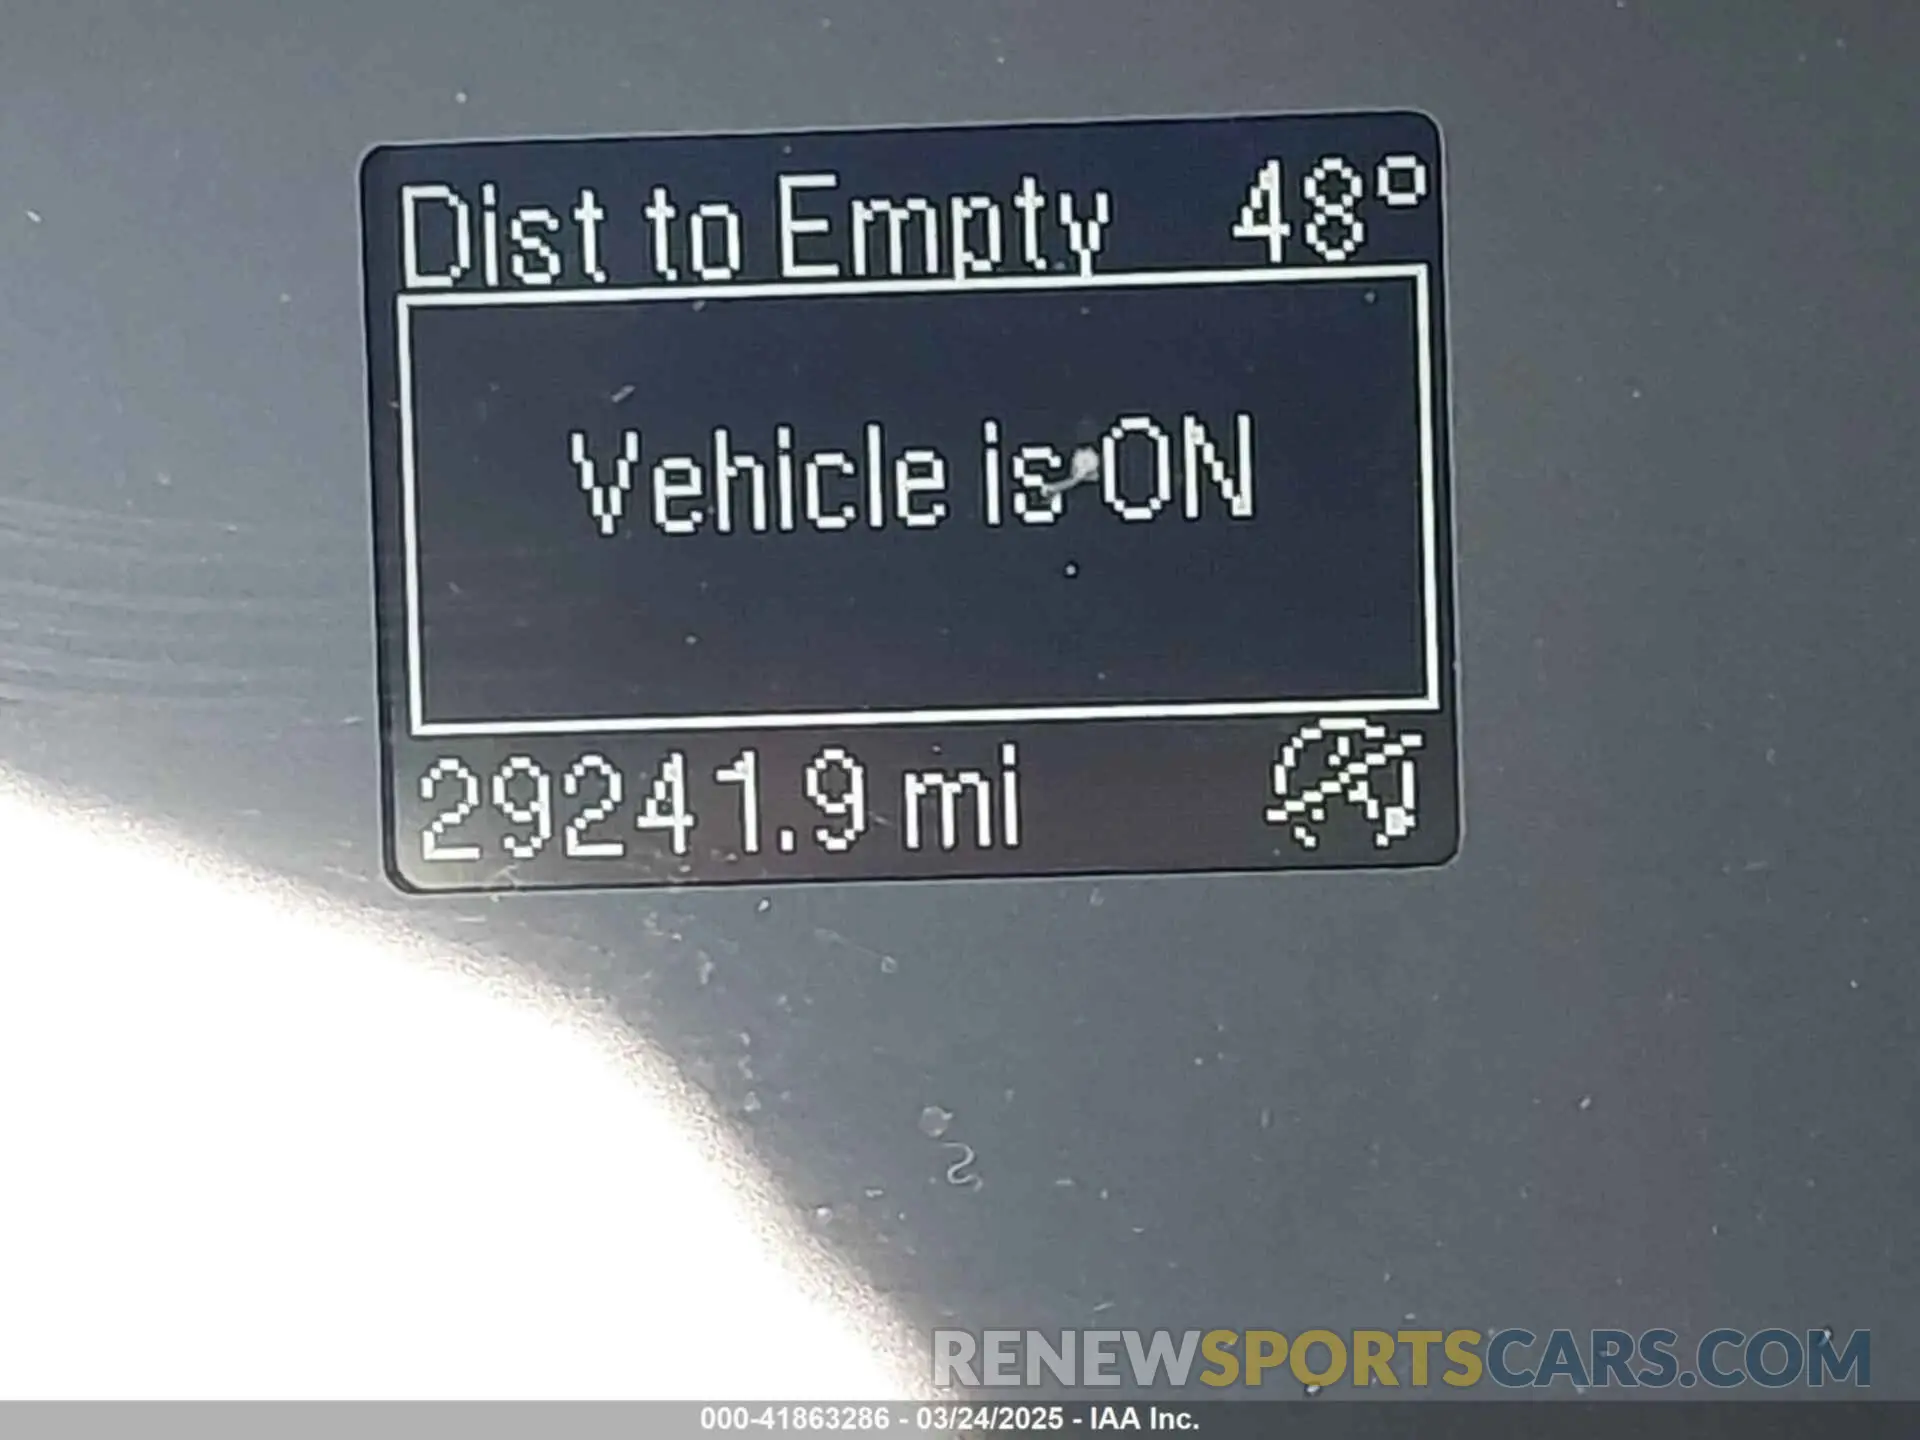 Dist to Empty 48°
Vehicle is ON
29241.9 mi
RENEWSPORTSCARS.COM
000-41863286 - 03/24/2025 - IAA Inc.